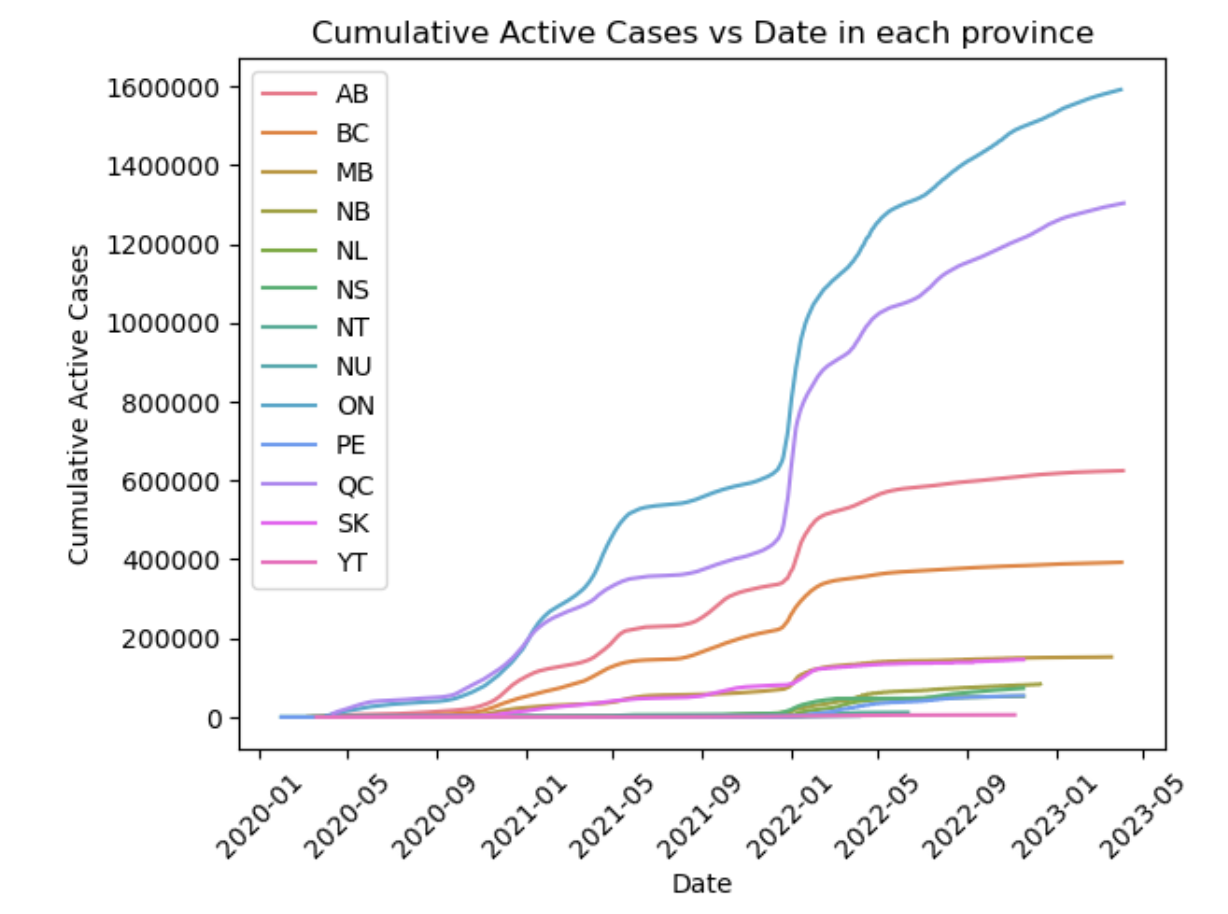 Cumulative Active Cases vs Date in each province
Cumulative Active Cases
1600000
1400000
1200000
1000000
800000
600000
400000
200000
0
AB
BC
MB
NB
NL
NS
NT
NU
ON
PE
QC
SK
YT
2020-01
2020-05
2020-09
2021-01
2021-05
2021-09
2022-01
2022-05
2022-09
2023-01
2023-05
Date